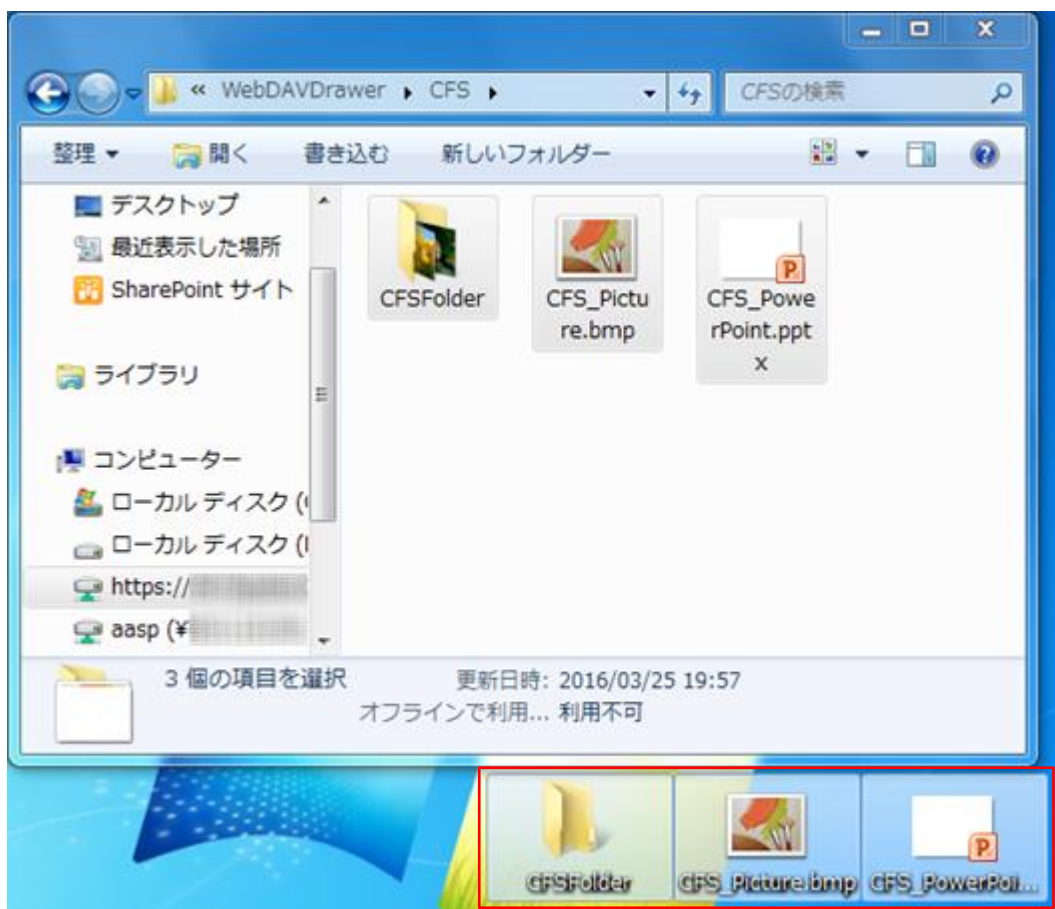 « WebDAVDrawer ▸ CFS ▸ CFSの検索
整理 ▼ 開く 書き込む 新しいフォルダー
デスクトップ
最近表示した場所
SharePoint サイト
ライブラリ
コンピューター
ローカル ディスク (
ローカル ディスク (
https://
aasp (¥
CFSFolder
CFS_Pictu
re.bmp
CFS_Powe
rPoint.ppt
x
3 個の項目を選択 更新日時: 2016/03/25 19:57
オフラインで利用... 利用不可
CFSFolder CFS_Picture.bmp CFS_PowerPoi...